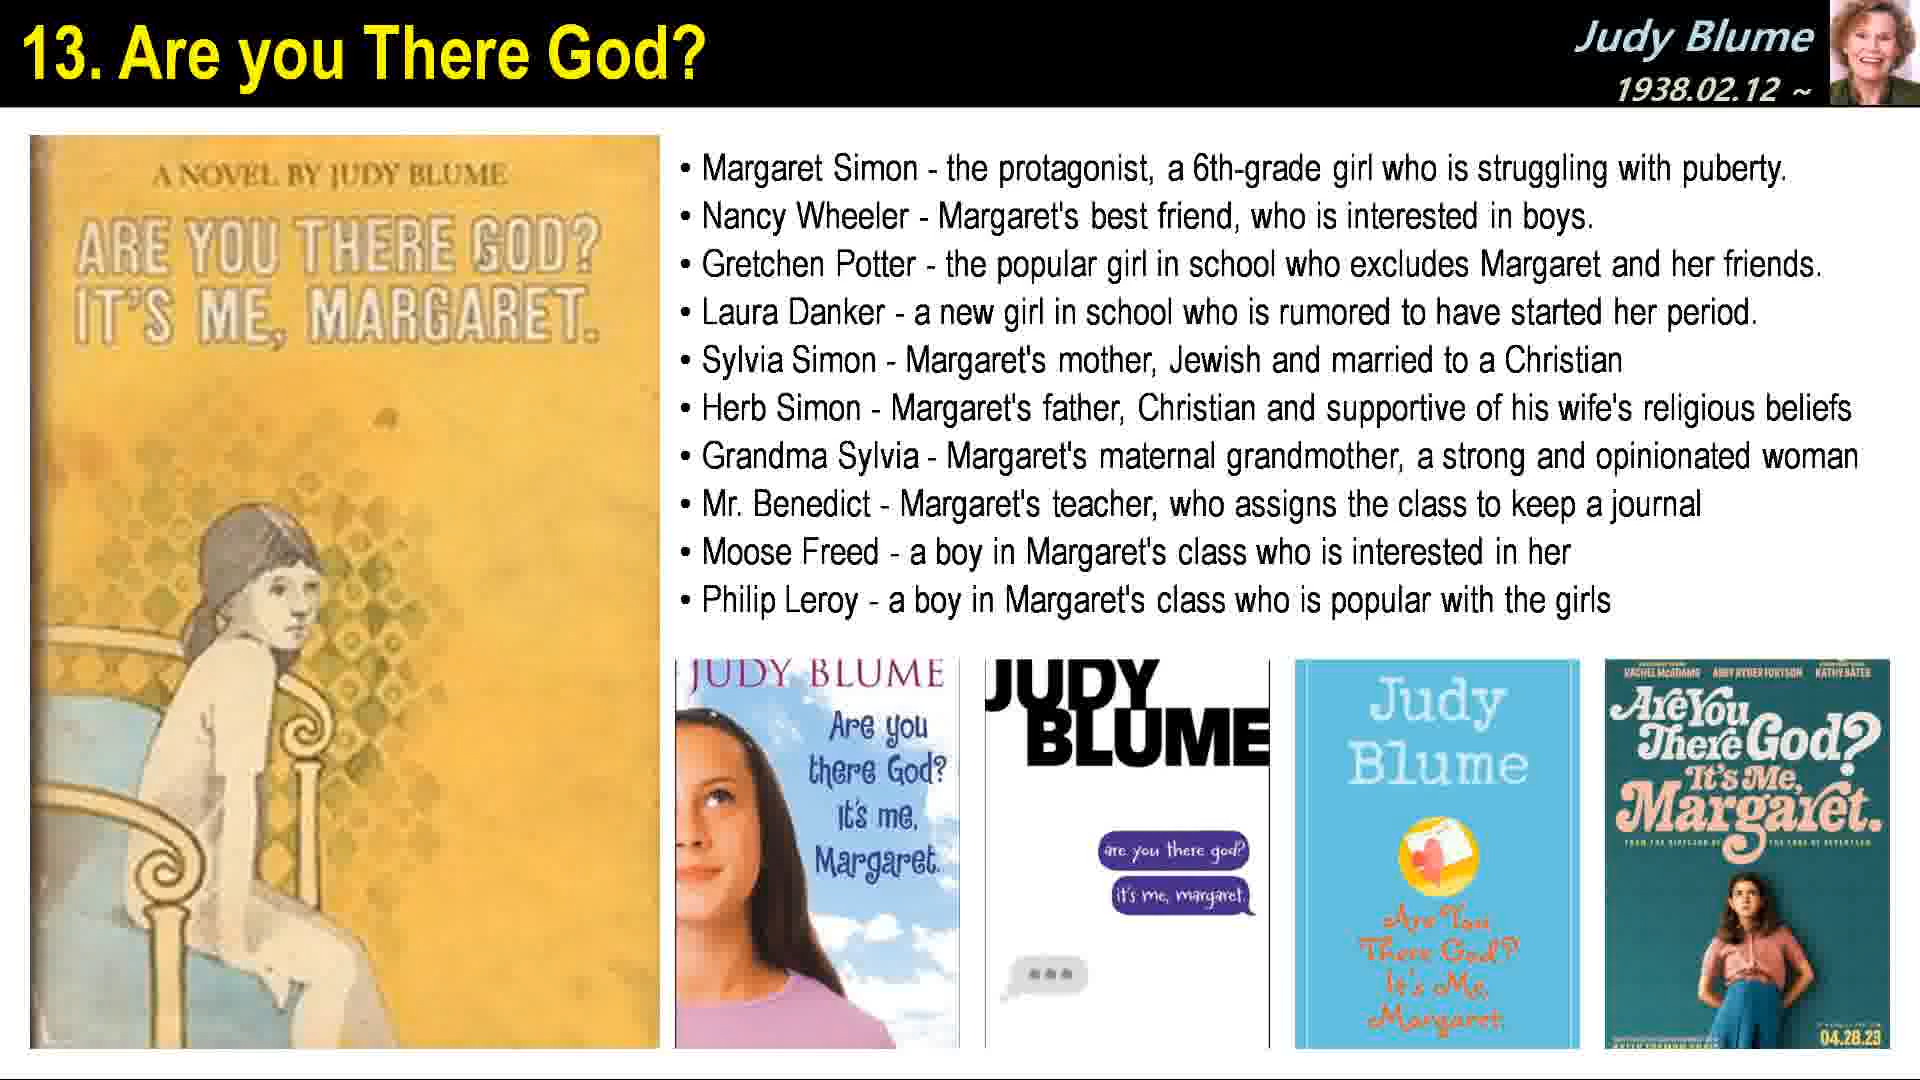 13. Are you There God?
Judy Blume
1938.02.12 ~
A NOVEL BY JUDY BLUME
ARE YOU THERE GOD?
IT'S ME, MARGARET.
• Margaret Simon - the protagonist, a 6th-grade girl who is struggling with puberty.
• Nancy Wheeler - Margaret's best friend, who is interested in boys.
• Gretchen Potter - the popular girl in school who excludes Margaret and her friends.
• Laura Danker - a new girl in school who is rumored to have started her period.
• Sylvia Simon - Margaret's mother, Jewish and married to a Christian
• Herb Simon - Margaret's father, Christian and supportive of his wife's religious beliefs
• Grandma Sylvia - Margaret's maternal grandmother, a strong and opinionated woman
• Mr. Benedict - Margaret's teacher, who assigns the class to keep a journal
• Moose Freed - a boy in Margaret's class who is interested in her
• Philip Leroy - a boy in Margaret's class who is popular with the girls
JUDY BLUME
Are you
there God?
it's me,
Margaret.
JUDY
BLUME
are you there god?
it's me, margaret.
Judy
Blume
Are You
There God?
It's Me,
Margaret
RACHEL McADAMS ABBY RYDER FORTSON KATHY BATES
Are You
There God?
It's Me,
Margaret.
FROM THE DIRECTOR OF THE EDGE OF SEVENTEEN
04.28.23